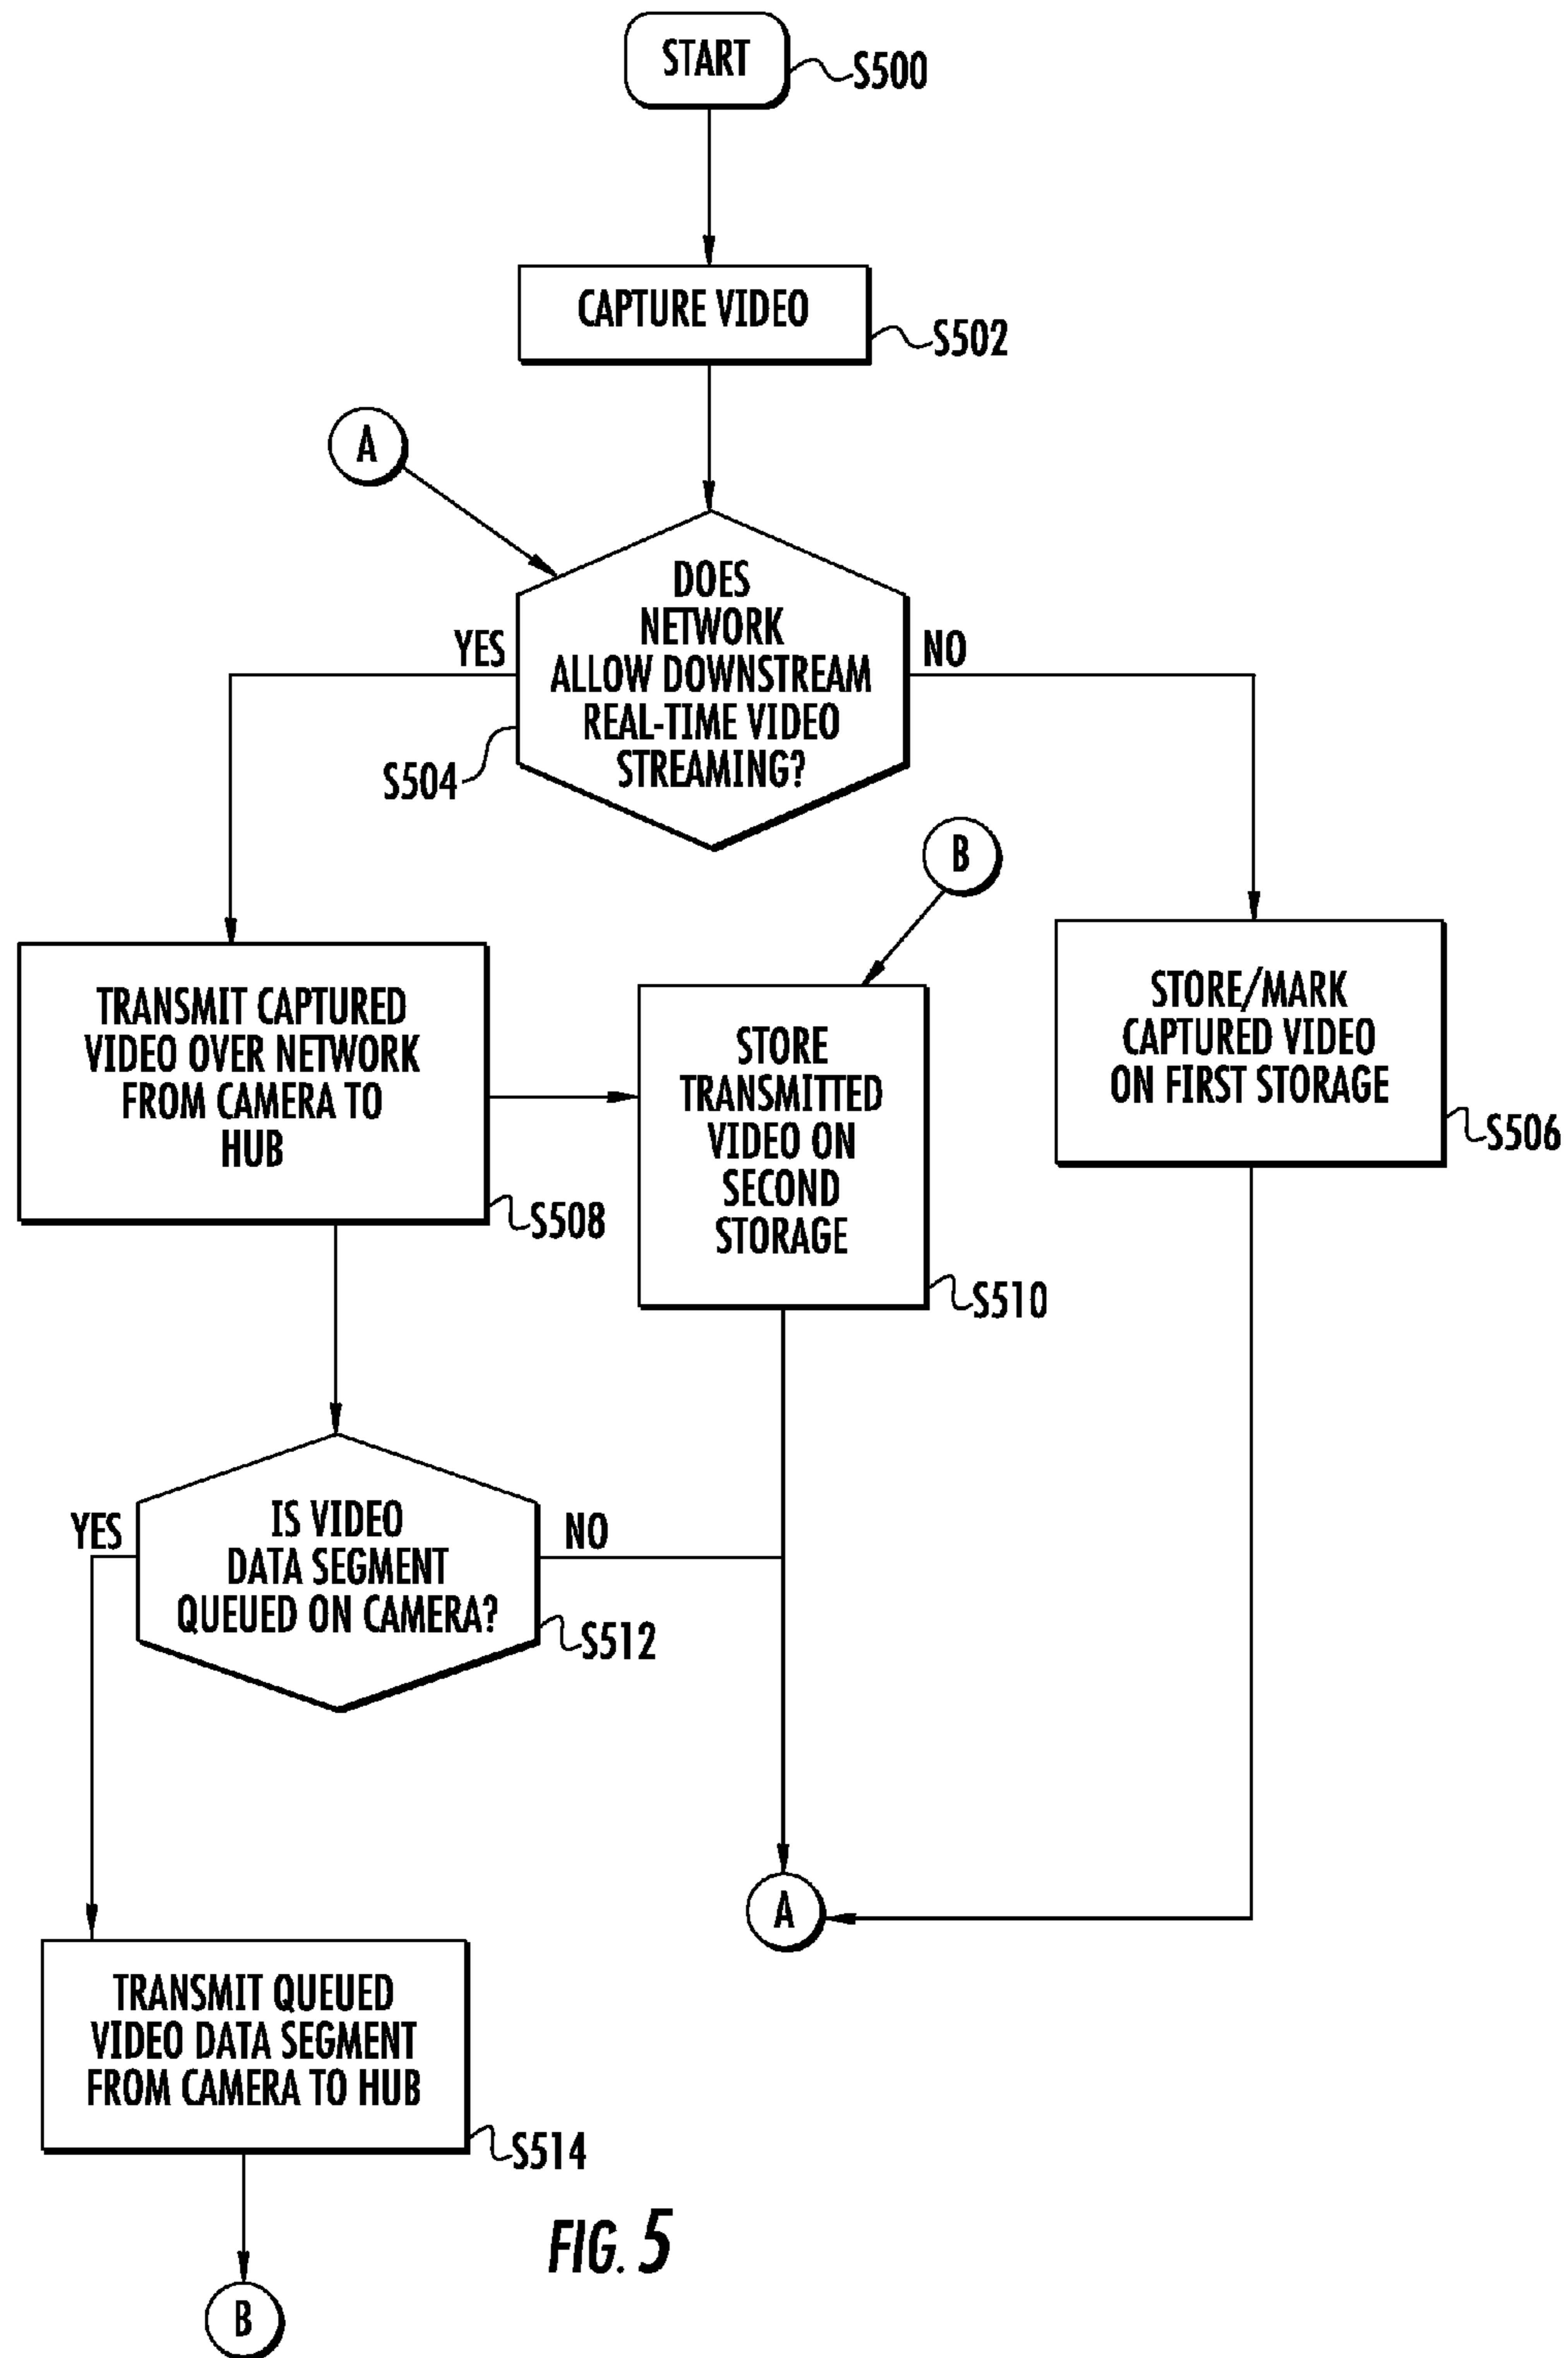 START
S500
CAPTURE VIDEO
S502
A
DOES
NETWORK
ALLOW DOWNSTREAM
REAL-TIME VIDEO
STREAMING?
YES
NO
S504
B
TRANSMIT CAPTURED
VIDEO OVER NETWORK
FROM CAMERA TO
HUB
S508
STORE
TRANSMITTED
VIDEO ON
SECOND
STORAGE
S510
STORE/MARK
CAPTURED VIDEO
ON FIRST STORAGE
S506
IS VIDEO
DATA SEGMENT
QUEUED ON CAMERA?
YES
NO
S512
A
TRANSMIT QUEUED
VIDEO DATA SEGMENT
FROM CAMERA TO HUB
S514
B
FIG. 5